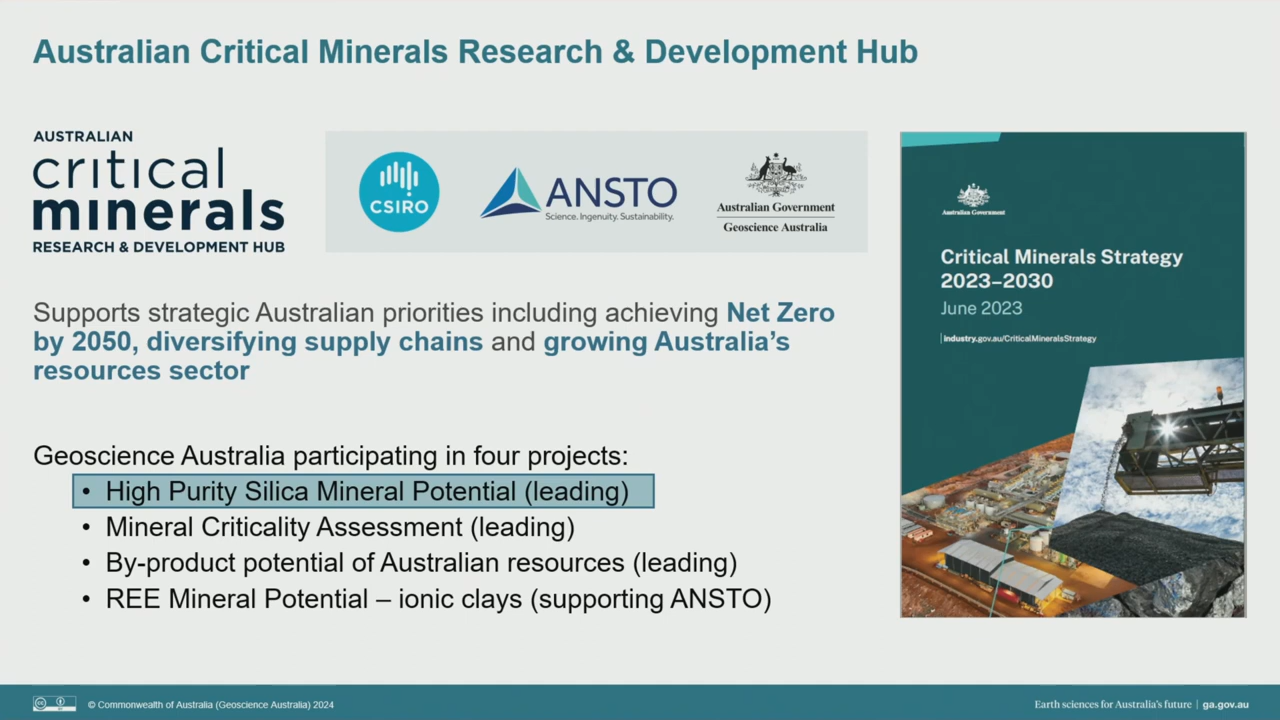 Australian Critical Minerals Research & Development Hub
AUSTRALIAN
critical
minerals
RESEARCH & DEVELOPMENT HUB
CSIRO
ANSTO
Science. Ingenuity. Sustainability.
Australian Government
Geoscience Australia
Australian Government
Critical Minerals Strategy
2023–2030
June 2023
industry.gov.au/CriticalMineralsStrategy
Supports strategic Australian priorities including achieving Net Zero
by 2050, diversifying supply chains and growing Australia's
resources sector
Geoscience Australia participating in four projects:
• High Purity Silica Mineral Potential (leading)
• Mineral Criticality Assessment (leading)
• By-product potential of Australian resources (leading)
• REE Mineral Potential – ionic clays (supporting ANSTO)
© Commonwealth of Australia (Geoscience Australia) 2024
Earth sciences for Australia's future | ga.gov.au